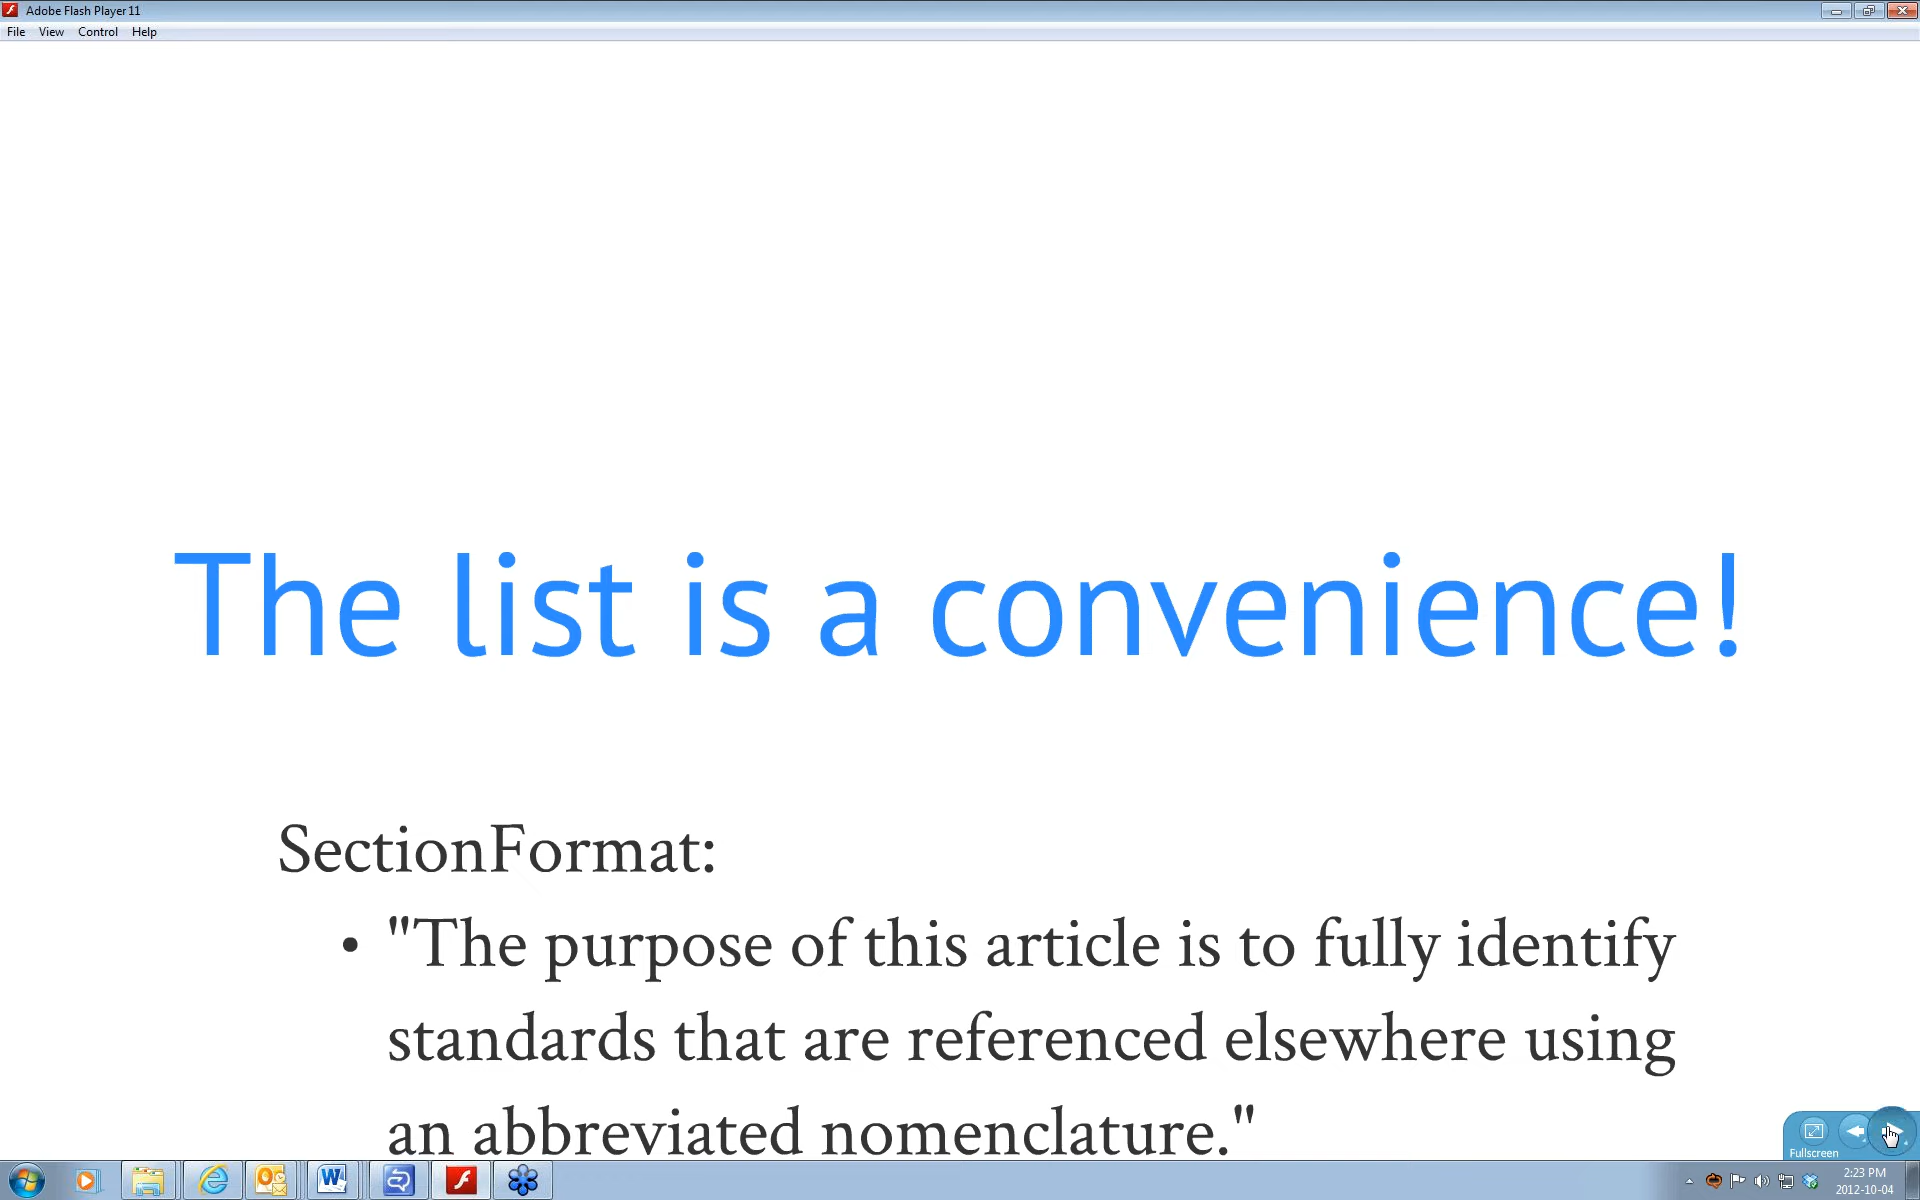 Adobe Flash Player 11
File View Control Help
The list is a convenience!
SectionFormat:
• "The purpose of this article is to fully identify
standards that are referenced elsewhere using
an abbreviated nomenclature."
Fullscreen
2:23 PM
2012-10-04